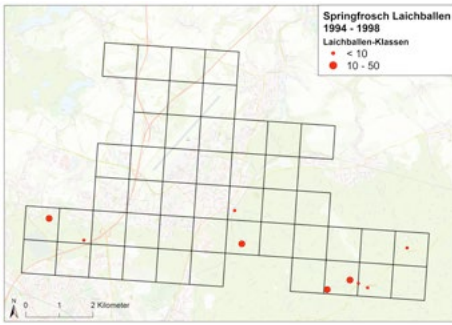 Springfrosch Laichballen
1994 - 1998
Laichballen-Klassen
< 10
10 - 50
N
0 1 2 Kilometer